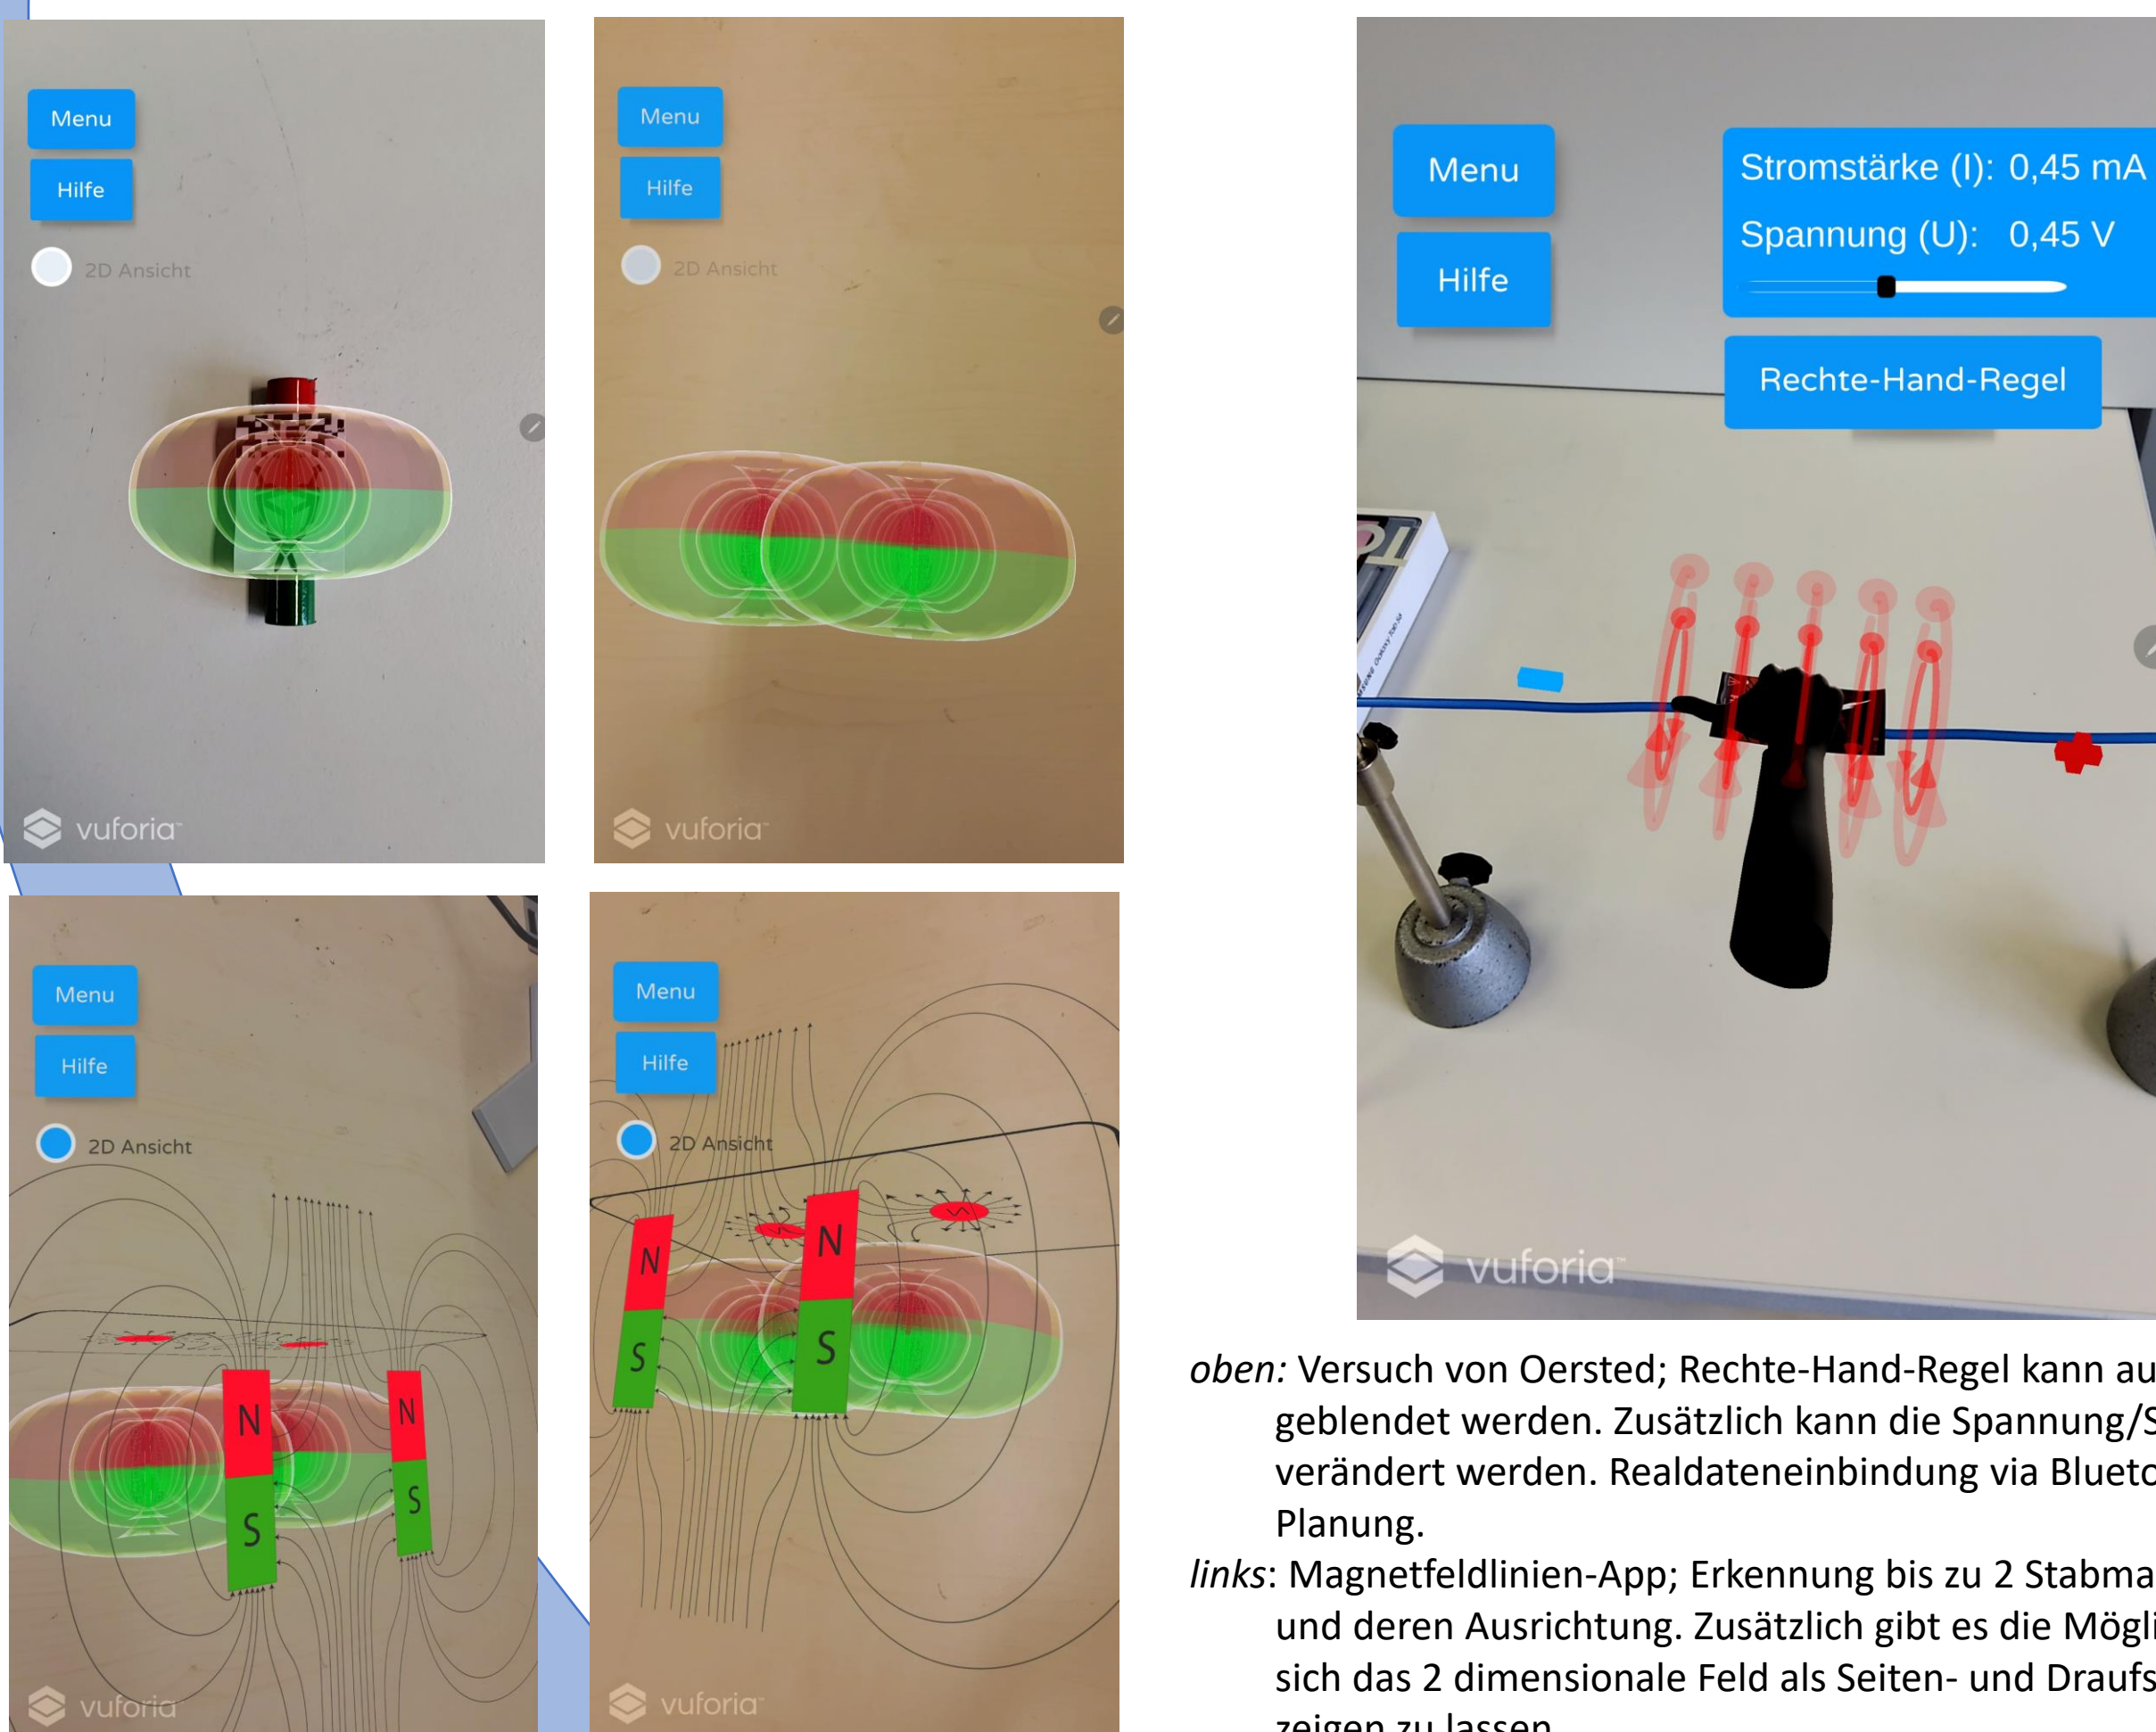 Menu
Hilfe
2D Ansicht
vuforia
Menu
Hilfe
2D Ansicht
vuforia
Menu
Hilfe
Stromstärke (I): 0,45 mA
Spannung (U): 0,45 V
Rechte-Hand-Regel
vuforia™
Menu
Hilfe
2D Ansicht
N
N
S
S
vuforia
Menu
Hilfe
2D Ansicht
N
N
S
S
vuforia
oben: Versuch von Oersted; Rechte-Hand-Regel kann au
geblendet werden. Zusätzlich kann die Spannung/S
verändert werden. Realdateneinbindung via Blueto
Planung.
links: Magnetfeldlinien-App; Erkennung bis zu 2 Stabma
und deren Ausrichtung. Zusätzlich gibt es die Mögli
sich das 2 dimensionale Feld als Seiten- und Draufs
zeigen zu lassen